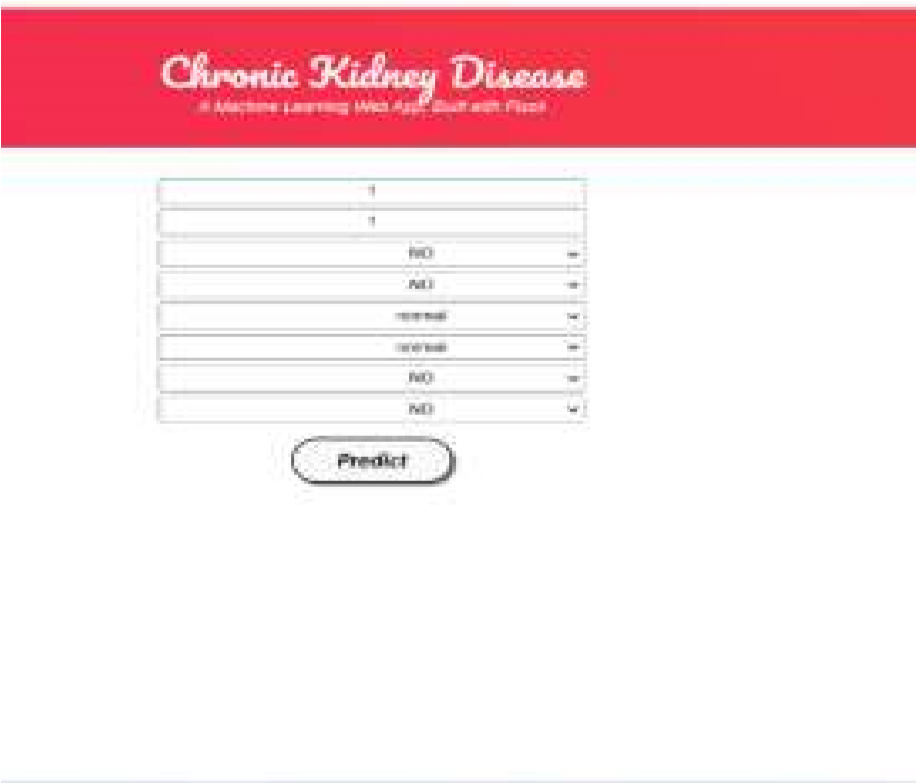 Chronic Kidney Disease
A Machine Learning Web App, Built with Flask
1
1
NO
NO
normal
normal
NO
NO
Predict